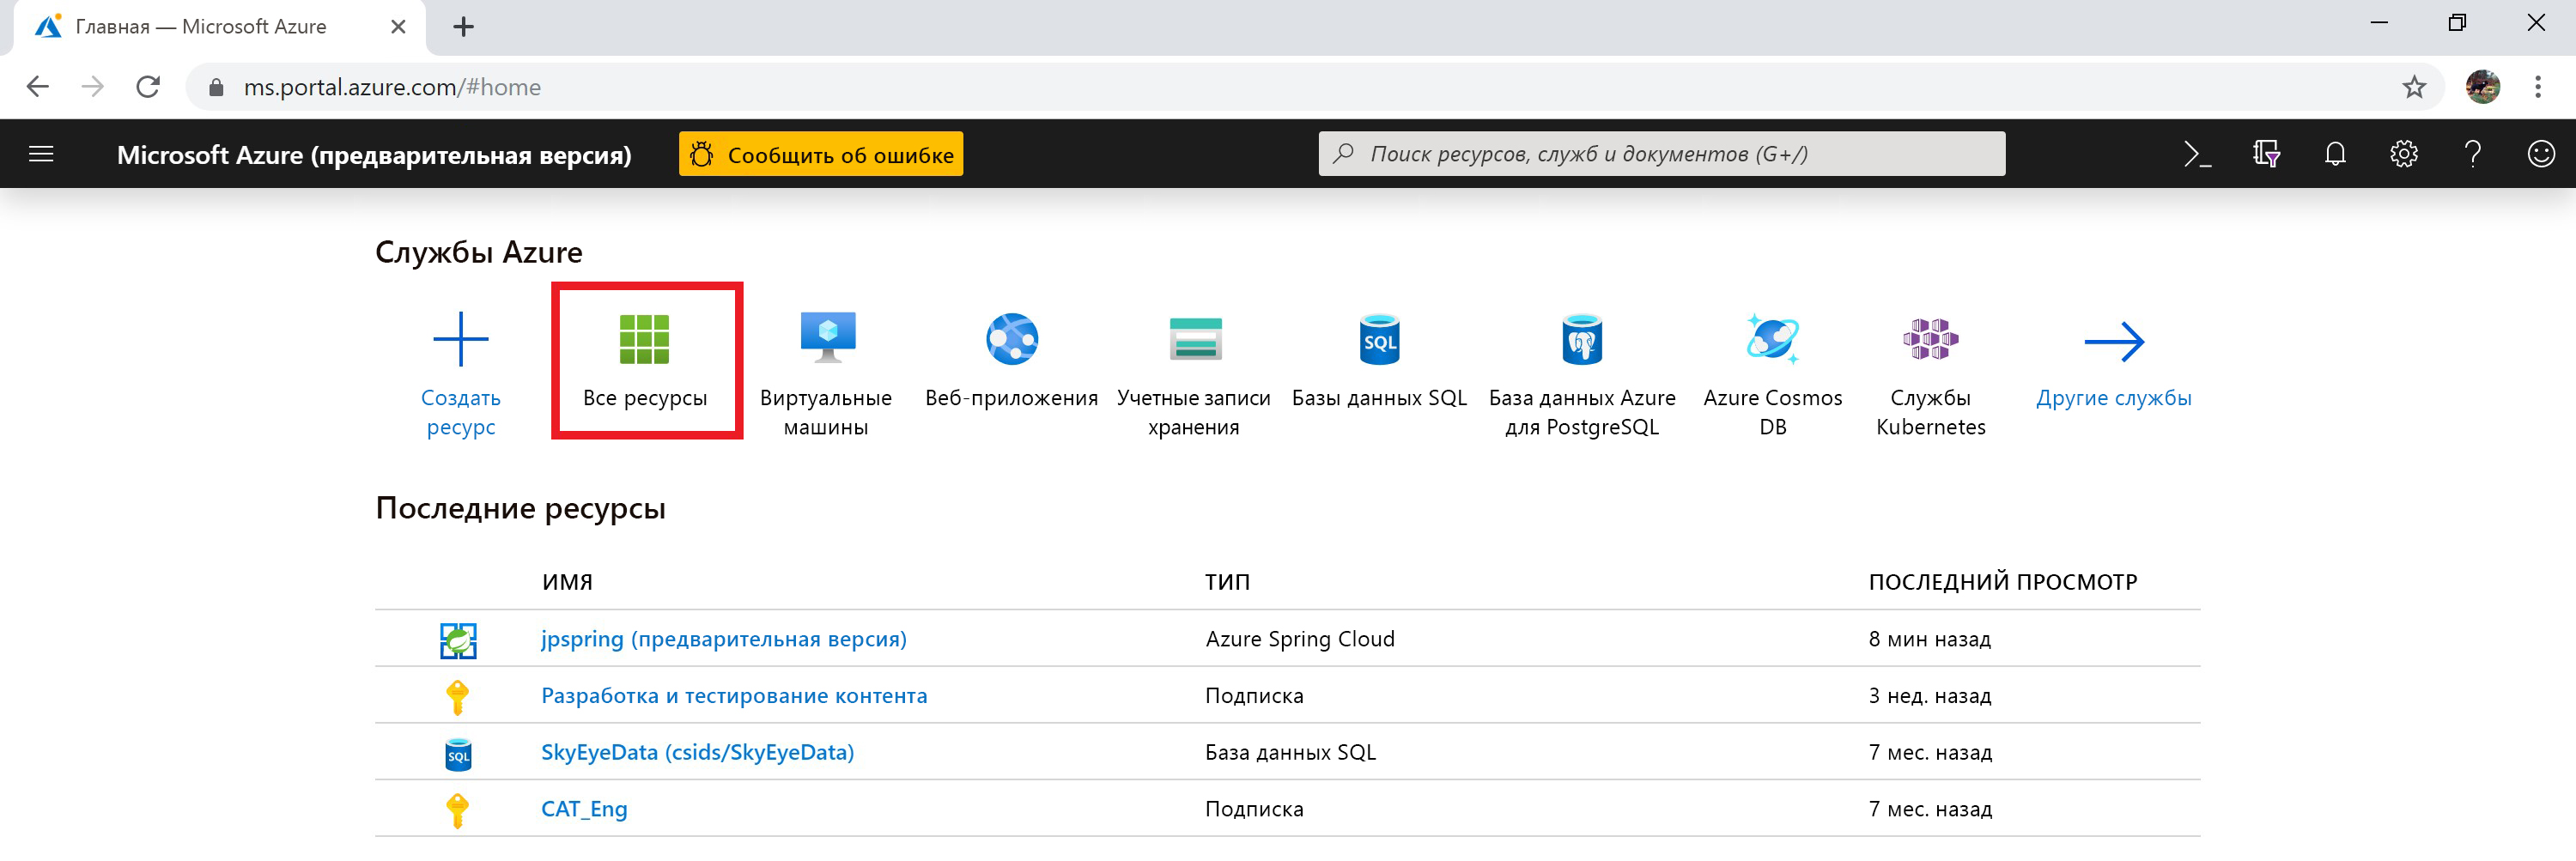 Главная — Microsoft Azure
ms.portal.azure.com/#home
Microsoft Azure (предварительная версия)
Сообщить об ошибке
Поиск ресурсов, служб и документов (G+/)
Службы Azure
Создать ресурс
Все ресурсы
Виртуальные машины
Веб-приложения
Учетные записи хранения
Базы данных SQL
База данных Azure для PostgreSQL
Azure Cosmos DB
Службы Kubernetes
Другие службы
SQL
Последние ресурсы
ИМЯ ТИП ПОСЛЕДНИЙ ПРОСМОТР
jpspring (предварительная версия) Azure Spring Cloud 8 мин назад
Разработка и тестирование контента Подписка 3 нед. назад
SQL SkyEyeData (csids/SkyEyeData) База данных SQL 7 мес. назад
CAT_Eng Подписка 7 мес. назад